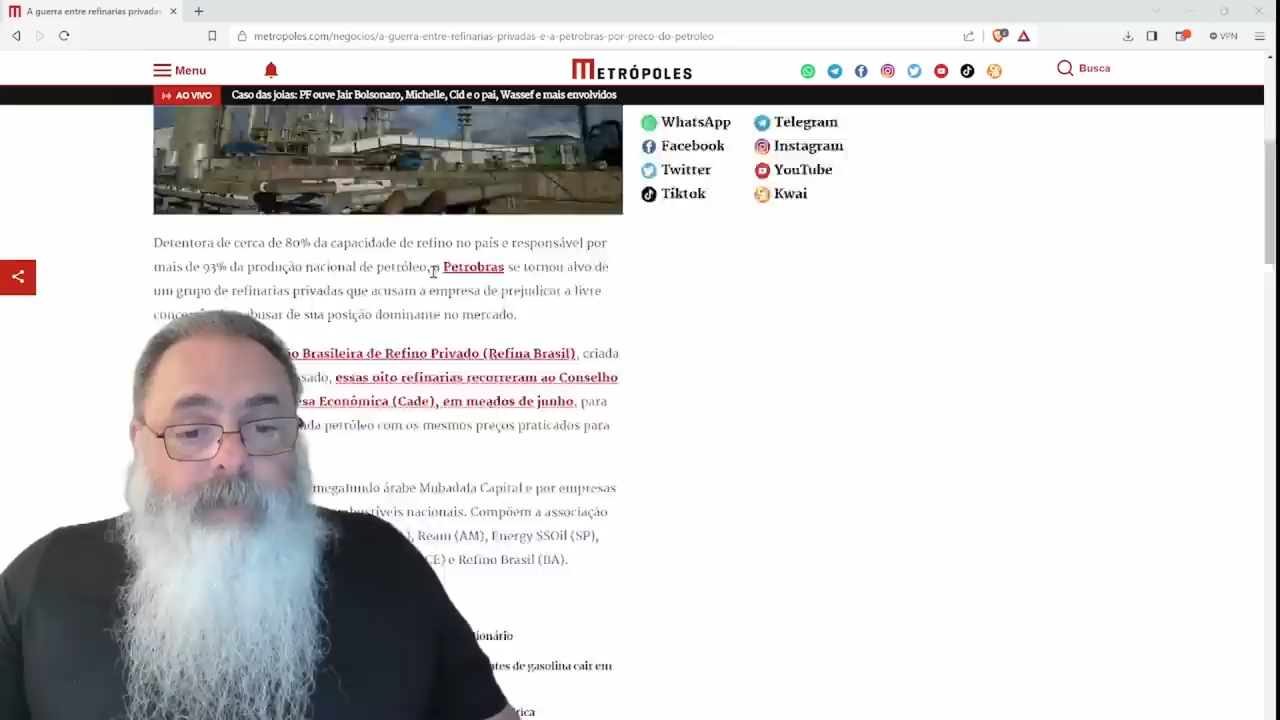 A guerra entre refinarias privadas
metropoles.com/negocios/a-guerra-entre-refinarias-privadas-e-a-petrobras-por-preco-do-petroleo
VPN
Menu
METRÓPOLES
Busca
AO VIVO
Caso das joias: PF ouve Jair Bolsonaro, Michelle, Cid e o pai, Wassef e mais envolvidos
WhatsApp
Telegram
Facebook
Instagram
Twitter
YouTube
Tiktok
Kwai
Detentora de cerca de 80% da capacidade de refino no país e responsável por
mais de 93% da produção nacional de petróleo, a Petrobras se tornou alvo de
um grupo de refinarias privadas que acusam a empresa de prejudicar a livre
abusar de sua posição dominante no mercado.
Brasileira de Refino Privado (Refina Brasil), criada
essas oito refinarias recorreram ao Conselho
Econômica (Cade), em meados de junho, para
petróleo com os mesmos preços praticados para
megafundo árabe Mubadala Capital e por empresas
nacionais. Compõem a associação
Ream (AM), Energy SSOil (SP),
(CE) e Refino Brasil (BA).
de gasolina cair em